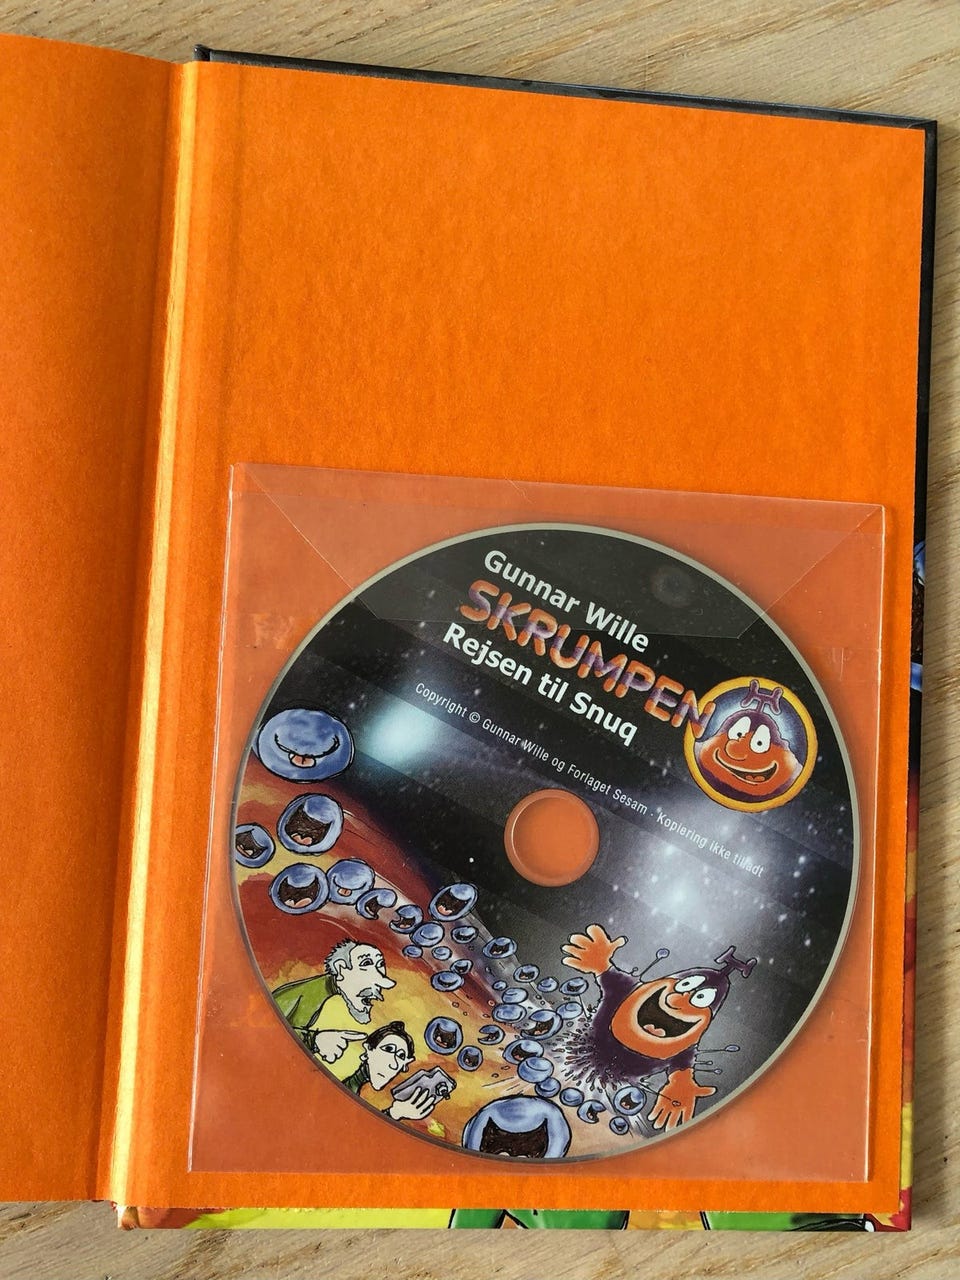 Gunnar Wille
SKRUMPEN
Rejsen til Snuq
Copyright © Gunnar Wille og Forlaget Sesam - Kopiering ikke tilladt